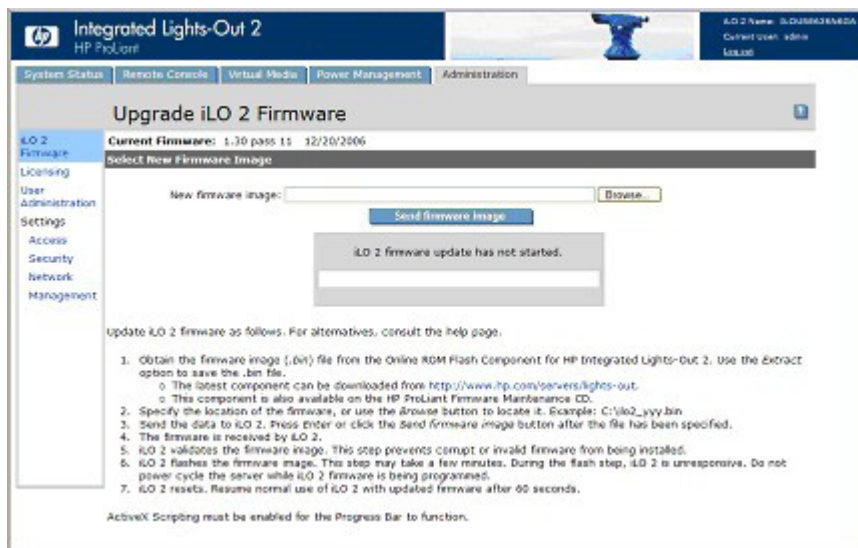 Integrated Lights-Out 2
HP ProLiant
Current User: admin
Log out
System Status
Remote Console
Virtual Media
Power Management
Administration
Upgrade iLO 2 Firmware
?
iLO 2
Firmware
Licensing
User
Administration
Settings
Access
Security
Network
Management
Current Firmware: 1.30 pass 11 12/20/2006
Select New Firmware Image
New firmware image:
Browse...
Send firmware image
iLO 2 firmware update has not started.
Update iLO 2 firmware as follows. For alternatives, consult the help page.
1. Obtain the firmware image (.bin) file from the Online ROM Flash Component for HP Integrated Lights-Out 2. Use the Extract
option to save the .bin file.
o The latest component can be downloaded from http://www.hp.com/servers/lights-out.
o This component is also available on the HP ProLiant Firmware Maintenance CD.
2. Specify the location of the firmware, or use the Browse button to locate it. Example: C:\ilo2_yyy.bin
3. Send the data to iLO 2. Press Enter or click the Send firmware image button after the file has been specified.
4. The firmware is received by iLO 2.
5. iLO 2 validates the firmware image. This step prevents corrupt or invalid firmware from being installed.
6. iLO 2 flashes the firmware image. This step may take a few minutes. During the flash step, iLO 2 is unresponsive. Do not
power cycle the server while iLO 2 firmware is being programmed.
7. iLO 2 resets. Resume normal use of iLO 2 with updated firmware after 60 seconds.
ActiveX Scripting must be enabled for the Progress Bar to function.